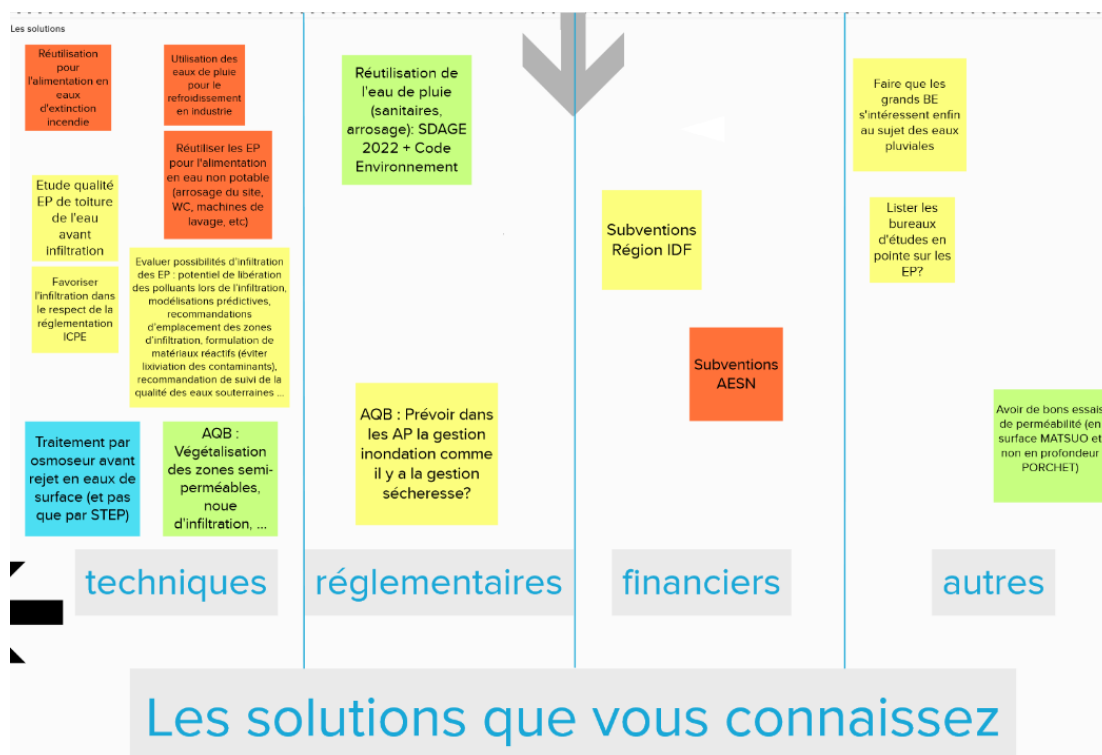 Les solutions
Réutilisation
pour
l'alimentation en
eaux
d'extinction
incendie
Utilisation des
eaux de pluie
pour le
refroidissement
en industrie
Réutiliser les EP
pour l'alimentation
en eau non potable
(arrosage du site,
WC, machines de
lavage, etc)
Etude qualité
EP de toiture
de l'eau
avant
infiltration
Favoriser
l'infiltration dans
le respect de la
réglementation
ICPE
Evaluer possibilités d'infiltration
des EP : potentiel de libération
des polluants lors de l'infiltration,
modélisations prédictives,
recommandations
d'emplacement des zones
d'infiltration, formulation de
matériaux réactifs (éviter
lixiviation des contaminants),
recommandation de suivi de la
qualité des eaux souterraines ...
Traitement par
osmoseur avant
rejet en eaux de
surface (et pas
que par STEP)
AQB :
Végétalisation
des zones semi-
perméables,
noue
d'infiltration, ...
techniques
Réutilisation de
l'eau de pluie
(sanitaires,
arrosage): SDAGE
2022 + Code
Environnement
AQB : Prévoir dans
les AP la gestion
inondation comme
il y a la gestion
sécheresse?
réglementaires
Subventions
Région IDF
Subventions
AESN
financiers
Faire que les
grands BE
s'intéressent enfin
au sujet des eaux
pluviales
Lister les
bureaux
d'études en
pointe sur les
EP?
Avoir de bons essais
de perméabilité (en
surface MATSUO et
non en profondeur
PORCHET)
autres
Les solutions que vous connaissez